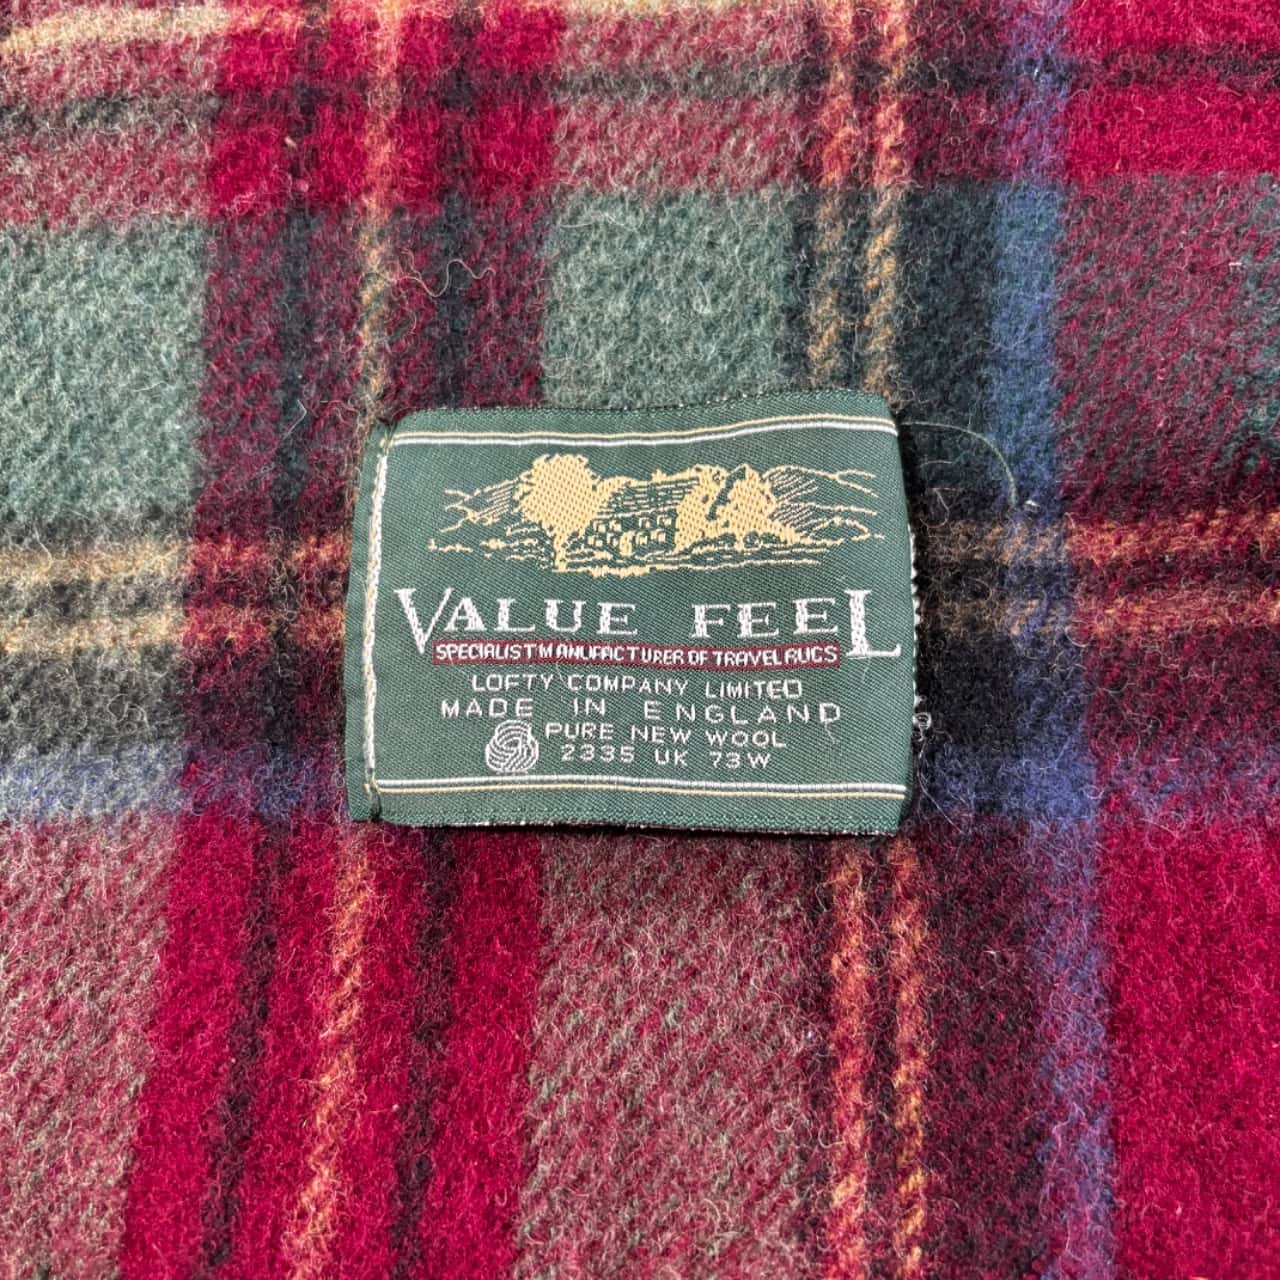 VALUE FEEL
SPECIALIST MANUFACTURER OF TRAVEL RUGS
LOFTY COMPANY LIMITED
MADE IN ENGLAND
PURE NEW WOOL
2335 UK 73W